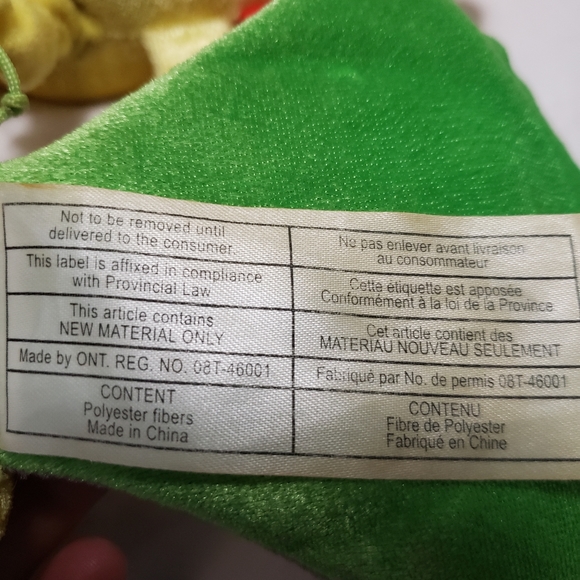 Not to be removed until
delivered to the consumer
Ne pas enlever avant livraison
au consommateur
This label is affixed in compliance
with Provincial Law
Cette étiquette est apposée
Conformément à la loi de la Province
This article contains
NEW MATERIAL ONLY
Cet article contient des
MATERIAU NOUVEAU SEULEMENT
Made by ONT. REG. NO. 08T-46001
Fabriqué par No. de permis 08T-46001
CONTENT
Polyester fibers
Made in China
CONTENU
Fibre de Polyester
Fabriqué en Chine